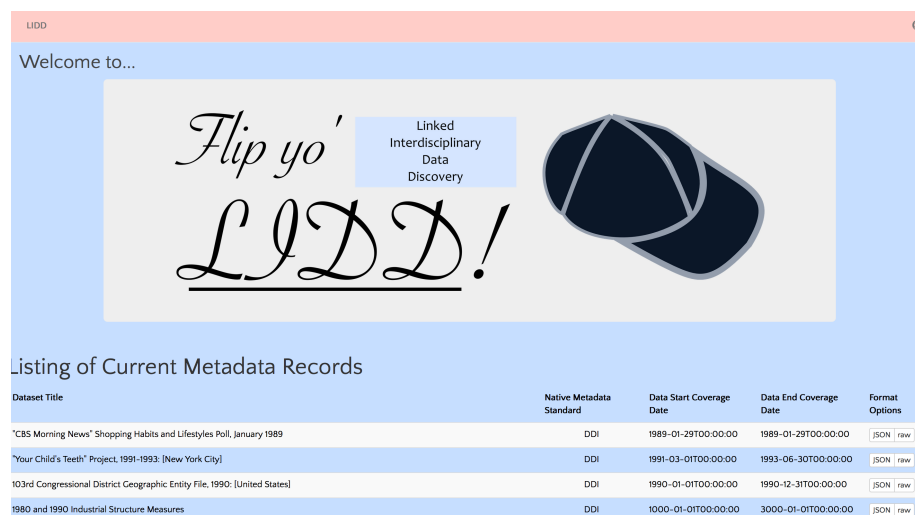 LIDD
Welcome to...
Flip yo'
Linked
Interdisciplinary
Data
Discovery
LIDD!
Listing of Current Metadata Records
Dataset Title Native Metadata Standard Data Start Coverage Date Data End Coverage Date Format Options
"CBS Morning News" Shopping Habits and Lifestyles Poll, January 1989 DDI 1989-01-29T00:00:00 1989-01-29T00:00:00 JSON raw
"Your Child's Teeth" Project, 1991-1993: [New York City] DDI 1991-03-01T00:00:00 1993-06-30T00:00:00 JSON raw
103rd Congressional District Geographic Entity File, 1990: [United States] DDI 1990-01-01T00:00:00 1990-12-31T00:00:00 JSON raw
1980 and 1990 Industrial Structure Measures DDI 1000-01-01T00:00:00 3000-01-01T00:00:00 JSON raw